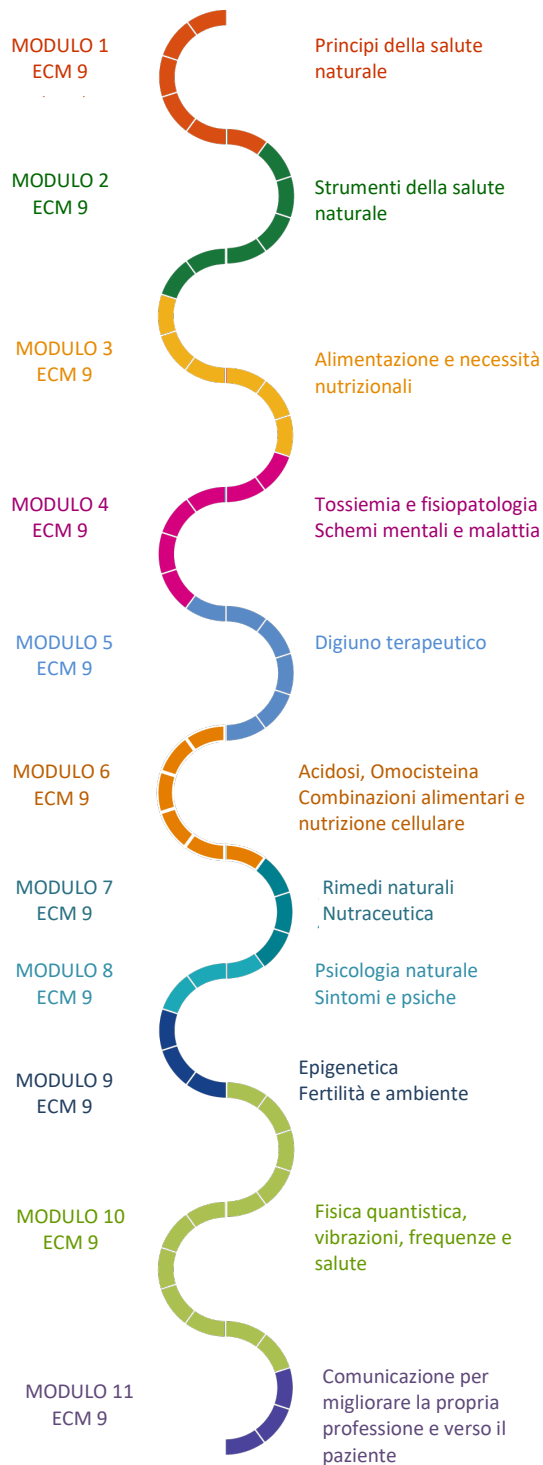 MODULO 1
ECM 9
Principi della salute
naturale
MODULO 2
ECM 9
Strumenti della salute
naturale
MODULO 3
ECM 9
Alimentazione e necessità
nutrizionali
MODULO 4
ECM 9
Tossiemia e fisiopatologia
Schemi mentali e malattia
MODULO 5
ECM 9
Digiuno terapeutico
MODULO 6
ECM 9
Acidosi, Omocisteina
Combinazioni alimentari e
nutrizione cellulare
MODULO 7
ECM 9
Rimedi naturali
Nutraceutica
MODULO 8
ECM 9
Psicologia naturale
Sintomi e psiche
MODULO 9
ECM 9
Epigenetica
Fertilità e ambiente
MODULO 10
ECM 9
Fisica quantistica,
vibrazioni, frequenze e
salute
MODULO 11
ECM 9
Comunicazione per
migliorare la propria
professione e verso il
paziente